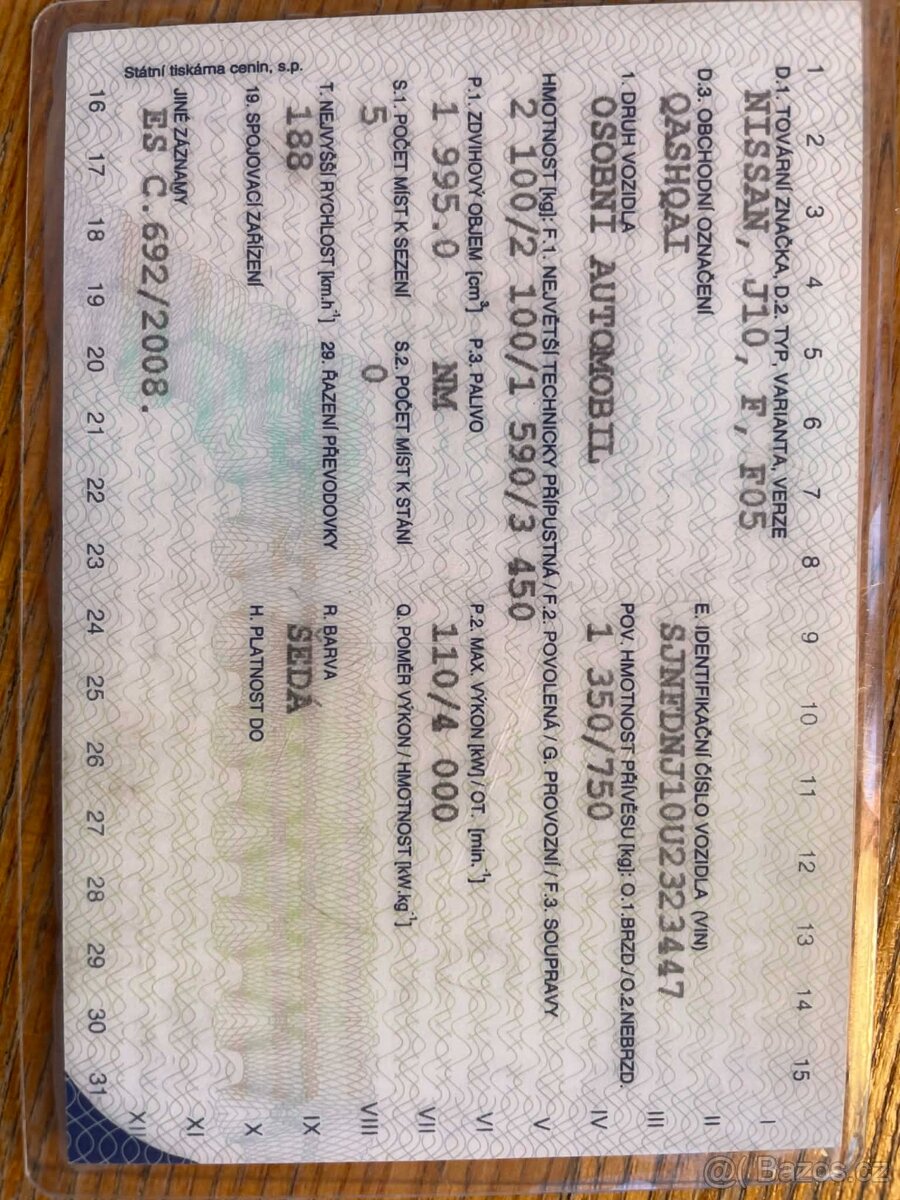 1 2 3 4 5 6 7 8 9 10 11 12 13 14 15
D.1. TOVÁRNÍ ZNAČKA, D.2. TYP, VARIANTA, VERZE
NISSAN, J10, F, F05
I
D.3. OBCHODNÍ OZNAČENÍ E. IDENTIFIKAČNÍ ČÍSLO VOZIDLA (VIN)
II
QASHQAI SJNFDNJ10U2323447
III
1. DRUH VOZIDLA POV. HMOTNOST PŘÍVĚSU [kg]: O.1.BRZD./O.2.NEBRZD.
OSOBNÍ AUTOMOBIL 1 350/750
IV
HMOTNOST [kg]: F.1. NEJVĚTŠÍ TECHNICKY PŘÍPUSTNÁ / F.2. POVOLENÁ / G. PROVOZNÍ / F.3. SOUPRAVY
V
2 100/2 100/1 590/3 450
P.1. ZDVIHOVÝ OBJEM [cm³] P.3. PALIVO P.2. MAX. VÝKON [kW] / OT. [min.⁻¹]
VI
1 995.0 NM 110/4 000
VII
S.1. POČET MÍST K SEZENÍ S.2. POČET MÍST K STÁNÍ Q. POMĚR VÝKON / HMOTNOST [kW.kg⁻¹]
5 0
VIII
T. NEJVYŠŠÍ RYCHLOST [km.h⁻¹] 29. ŘAZENÍ PŘEVODOVKY R. BARVA
188 ŠEDÁ
IX
19. SPOJOVACÍ ZAŘÍZENÍ H. PLATNOST DO
X
JINÉ ZÁZNAMY
XI
ES C.692/2008.
XII
Státní tiskárna cenin, s.p.
16 17 18 19 20 21 22 23 24 25 26 27 28 29 30 31
@( Bazos.cz